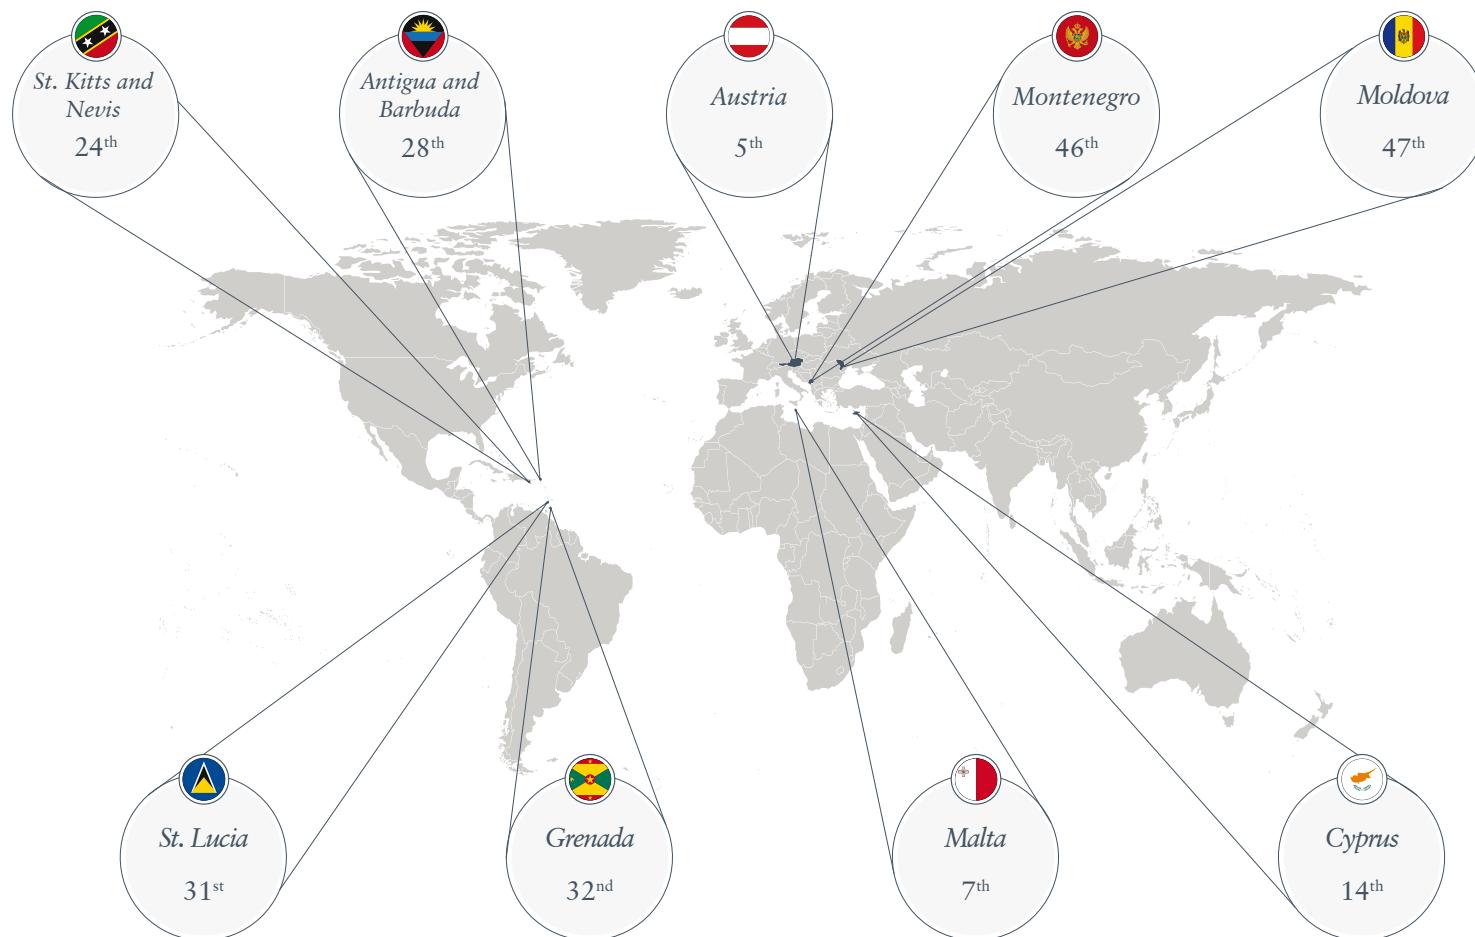 St. Kitts and
Nevis
24th
Antigua and
Barbuda
28th
Austria
5th
Montenegro
46th
Moldova
47th
St. Lucia
31st
Grenada
32nd
Malta
7th
Cyprus
14th